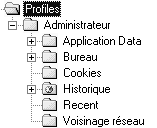 Profiles
Administrateur
Application Data
Bureau
Cookies
Historique
Recent
Voisinage réseau